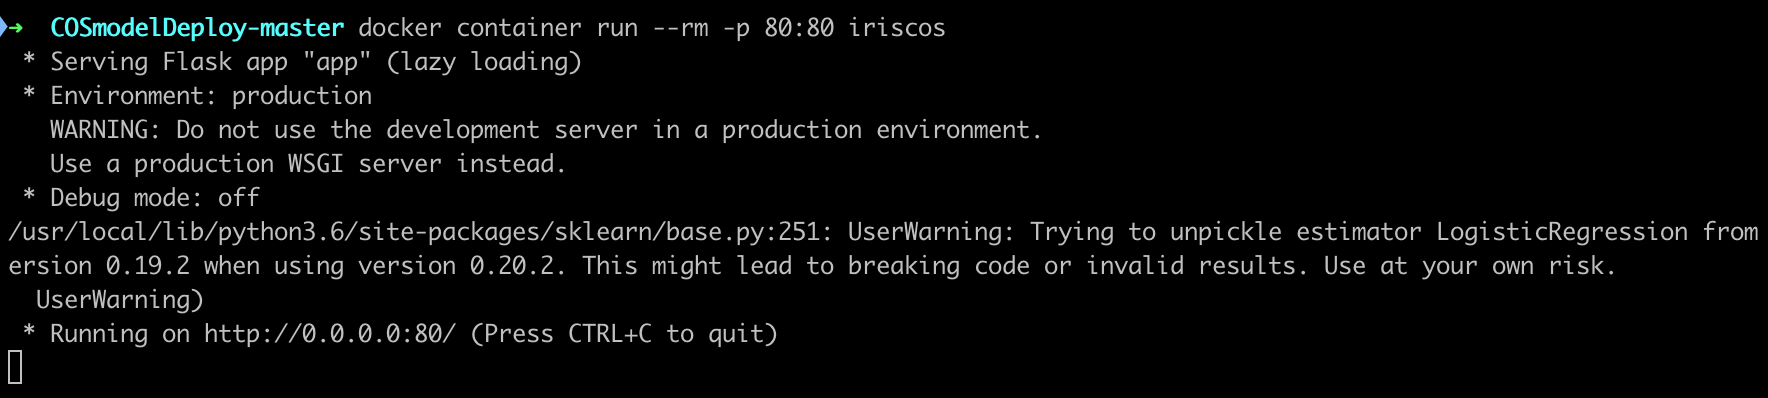 ➜  COSmodelDeploy-master docker container run --rm -p 80:80 iriscos
 * Serving Flask app "app" (lazy loading)
 * Environment: production
   WARNING: Do not use the development server in a production environment.
   Use a production WSGI server instead.
 * Debug mode: off
/usr/local/lib/python3.6/site-packages/sklearn/base.py:251: UserWarning: Trying to unpickle estimator LogisticRegression from
ersion 0.19.2 when using version 0.20.2. This might lead to breaking code or invalid results. Use at your own risk.
  UserWarning)
 * Running on http://0.0.0.0:80/ (Press CTRL+C to quit)